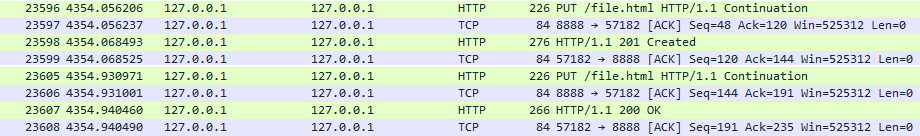 23596 4354.056206 127.0.0.1 127.0.0.1 HTTP 226 PUT /file.html HTTP/1.1 Continuation
23597 4354.056237 127.0.0.1 127.0.0.1 TCP 84 8888 → 57182 [ACK] Seq=48 Ack=120 Win=525312 Len=0
23598 4354.068493 127.0.0.1 127.0.0.1 HTTP 276 HTTP/1.1 201 Created
23599 4354.068525 127.0.0.1 127.0.0.1 TCP 84 57182 → 8888 [ACK] Seq=120 Ack=144 Win=525312 Len=0
23605 4354.930971 127.0.0.1 127.0.0.1 HTTP 226 PUT /file.html HTTP/1.1 Continuation
23606 4354.931001 127.0.0.1 127.0.0.1 TCP 84 8888 → 57182 [ACK] Seq=144 Ack=191 Win=525312 Len=0
23607 4354.940460 127.0.0.1 127.0.0.1 HTTP 266 HTTP/1.1 200 OK
23608 4354.940490 127.0.0.1 127.0.0.1 TCP 84 57182 → 8888 [ACK] Seq=191 Ack=235 Win=525312 Len=0